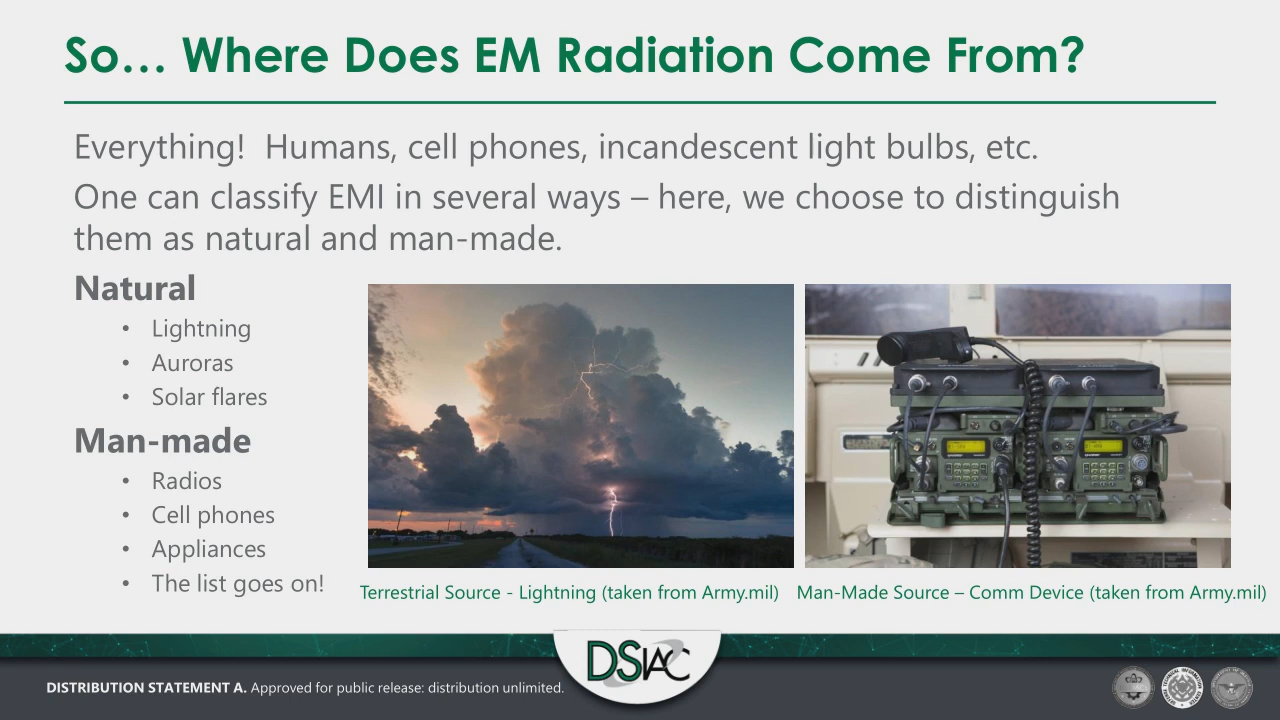 So… Where Does EM Radiation Come From?
Everything!  Humans, cell phones, incandescent light bulbs, etc.
One can classify EMI in several ways – here, we choose to distinguish
them as natural and man-made.
Natural
• Lightning
• Auroras
• Solar flares
Man-made
• Radios
• Cell phones
• Appliances
• The list goes on!
Terrestrial Source - Lightning (taken from Army.mil)
Man-Made Source – Comm Device (taken from Army.mil)
DSIAC
DISTRIBUTION STATEMENT A. Approved for public release: distribution unlimited.